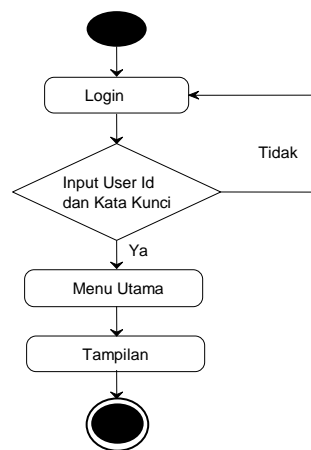 Login
Tidak
Input User Id
dan Kata Kunci
Ya
Menu Utama
Tampilan